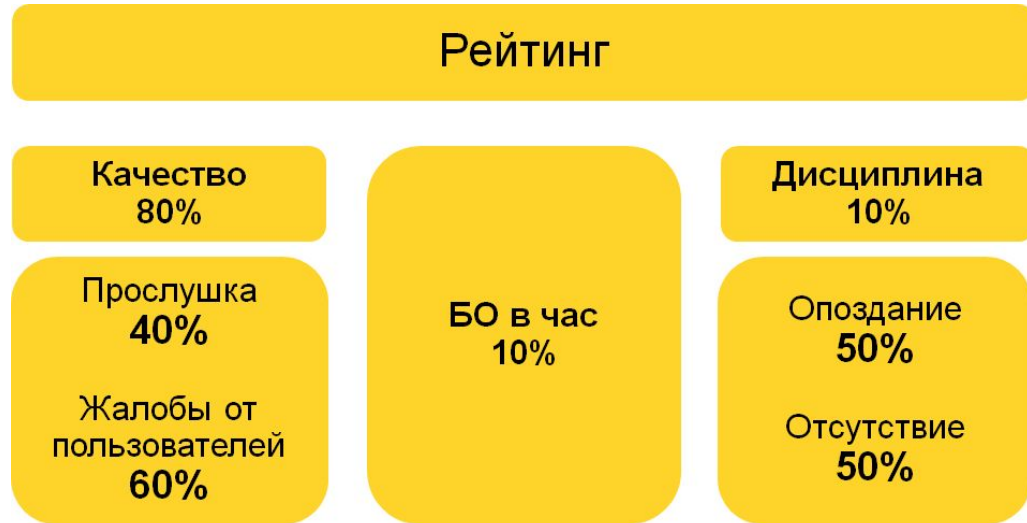 Рейтинг
Качество
80%
Прослушка
40%
Жалобы от
пользователей
60%
БО в час
10%
Дисциплина
10%
Опоздание
50%
Отсутствие
50%